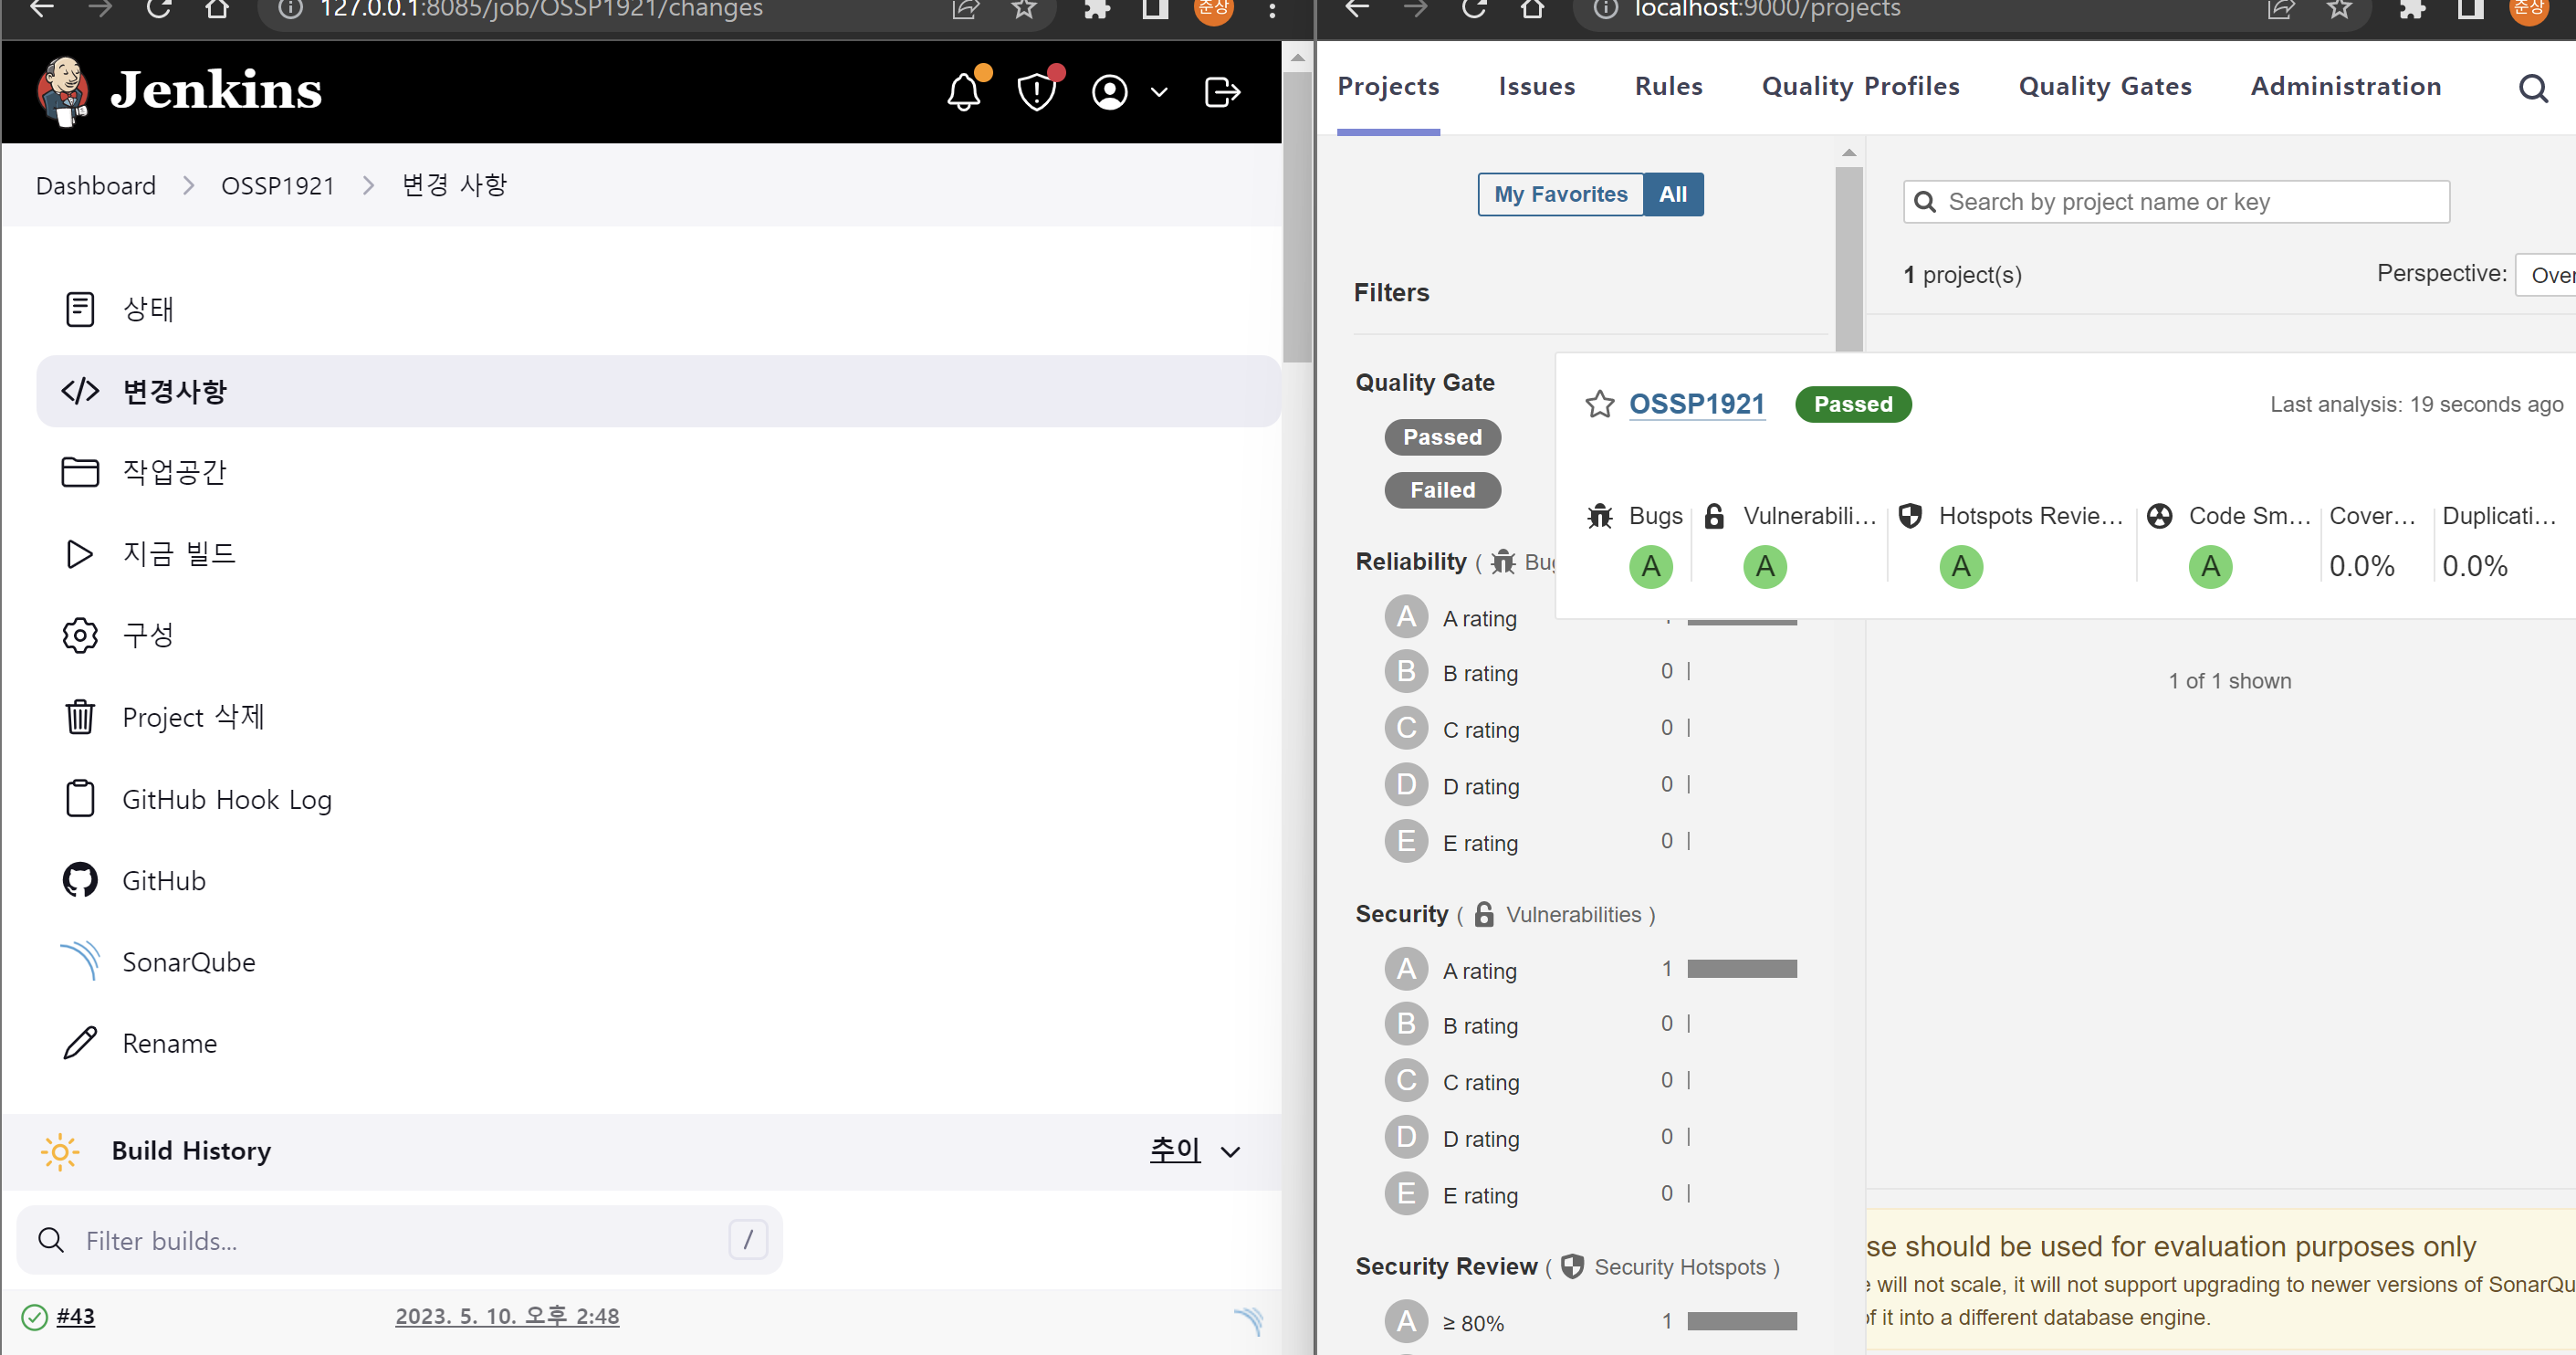 127.0.0.1:8085/job/OSSP1921/changes
준상
Jenkins
Dashboard > OSSP1921 > 변경 사항
상태
변경사항
작업공간
지금 빌드
구성
Project 삭제
GitHub Hook Log
GitHub
SonarQube
Rename
Build History
추이
Filter builds...
/
#43
2023. 5. 10. 오후 2:48
localhost:9000/projects
준상
Projects Issues Rules Quality Profiles Quality Gates Administration
My Favorites All
Search by project name or key
1 project(s)
Perspective: Over
Filters
Quality Gate
Passed
Failed
Reliability ( Bug
A A rating
B B rating 0
C C rating 0
D D rating 0
E E rating 0
Security ( Vulnerabilities )
A A rating 1
B B rating 0
C C rating 0
D D rating 0
E E rating 0
Security Review ( Security Hotspots )
A ≥ 80% 1
OSSP1921 Passed Last analysis: 19 seconds ago
Bugs Vulnerabili... Hotspots Revie... Code Sm... Cover... Duplicati...
A A A A 0.0% 0.0%
1 of 1 shown
se should be used for evaluation purposes only
will not scale, it will not support upgrading to newer versions of SonarQu
of it into a different database engine.